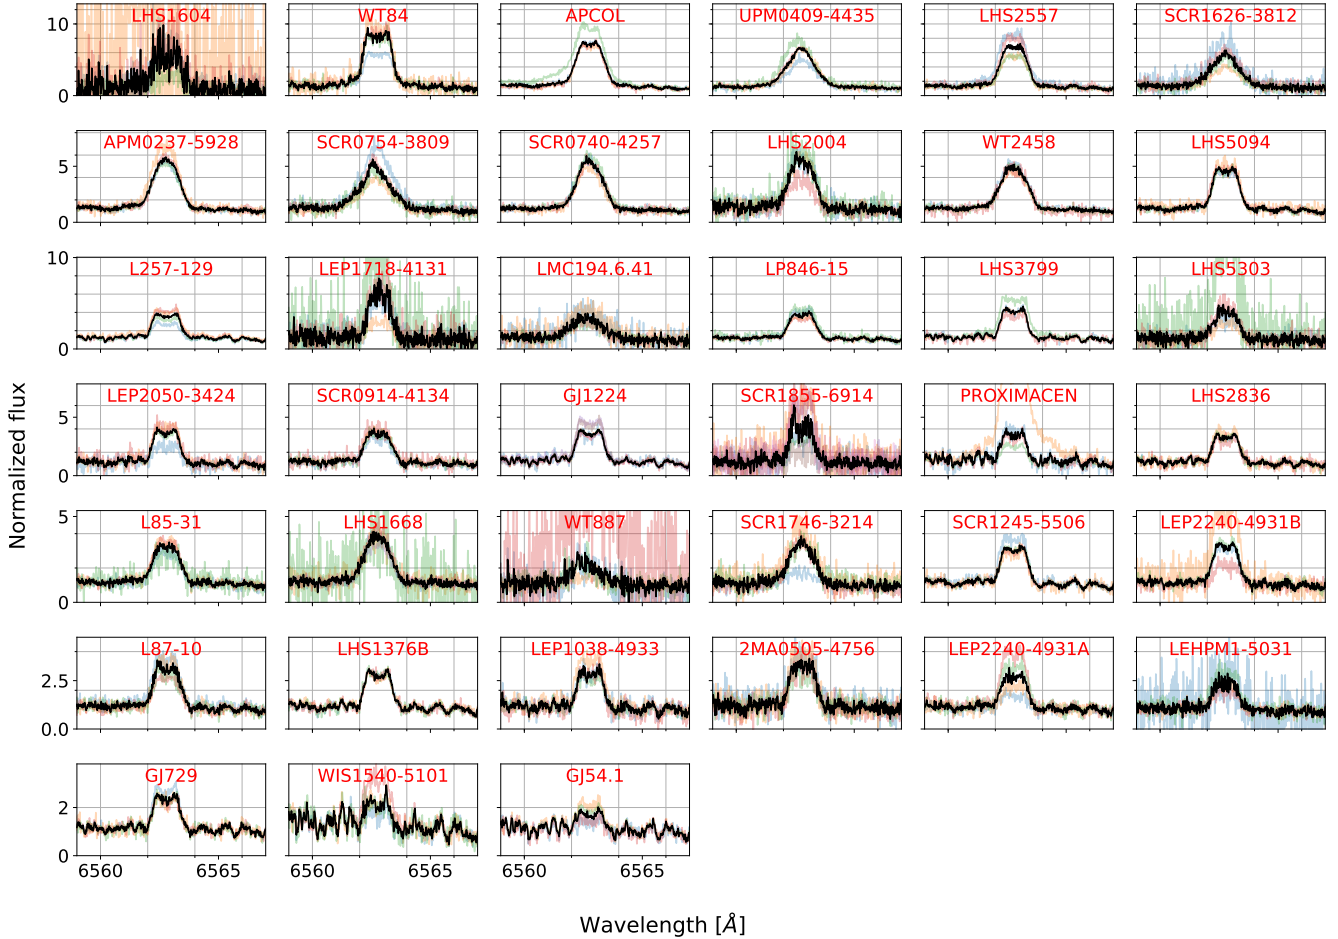 LHS1604 WT84 APCOL UPM0409-4435 LHS2557 SCR1626-3812
10
5
0
APM0237-5928 SCR0754-3809 SCR0740-4257 LHS2004 WT2458 LHS5094
5
0
L257-129 LEP1718-4131 LMC194.6.41 LP846-15 LHS3799 LHS5303
10
5
0
LEP2050-3424 SCR0914-4134 GJ1224 SCR1855-6914 PROXIMACEN LHS2836
5
0
L85-31 LHS1668 WT887 SCR1746-3214 SCR1245-5506 LEP2240-4931B
5
0
L87-10 LHS1376B LEP1038-4933 2MA0505-4756 LEP2240-4931A LEHPM1-5031
2.5
0.0
GJ729 WIS1540-5101 GJ54.1
2
0
6560 6565 6560 6565 6560 6565
Normalized flux
Wavelength [Å]